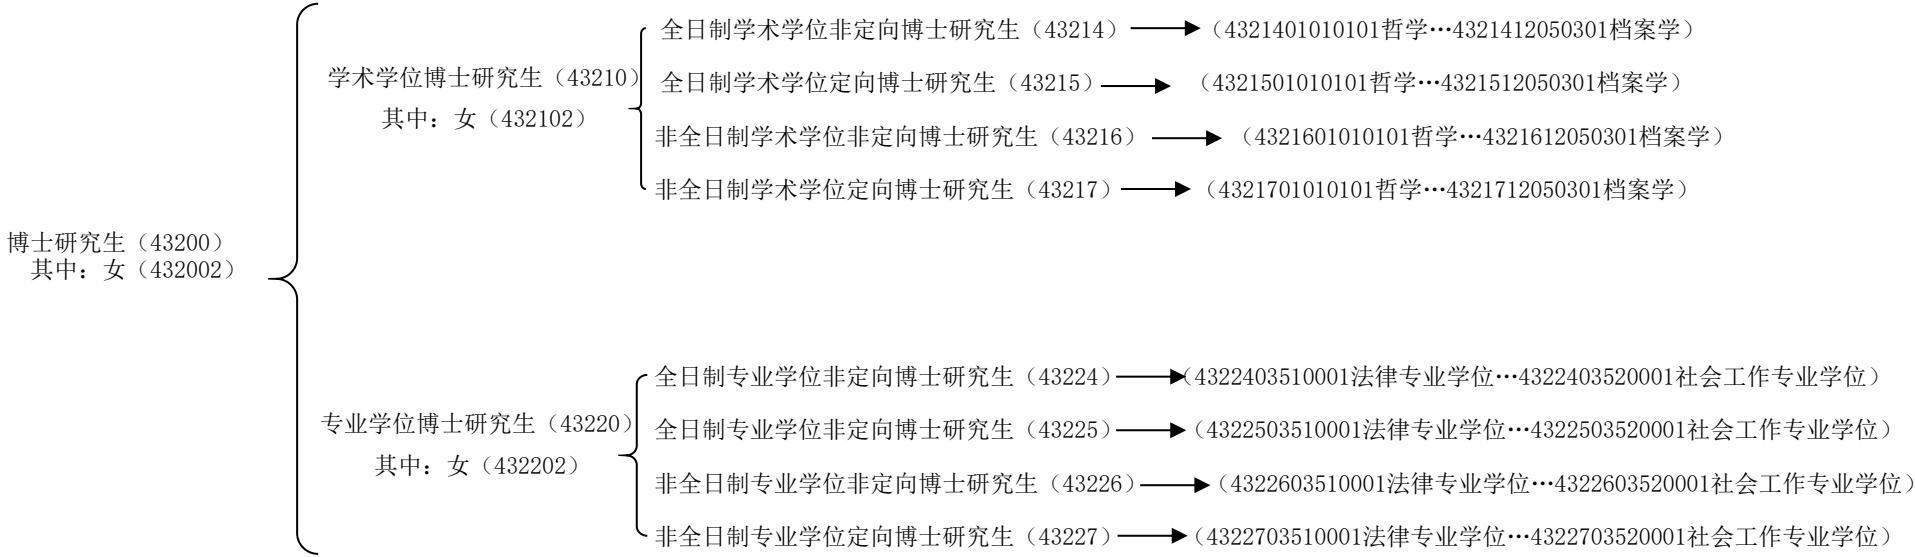 博士研究生（43200）
其中：女（432002）
学术学位博士研究生（43210）
其中：女（432102）
全日制学术学位非定向博士研究生（43214）
（4321401010101哲学…4321412050301档案学）
全日制学术学位定向博士研究生（43215）
（4321501010101哲学…4321512050301档案学）
非全日制学术学位非定向博士研究生（43216）
（4321601010101哲学…4321612050301档案学）
非全日制学术学位定向博士研究生（43217）
（4321701010101哲学…4321712050301档案学）
专业学位博士研究生（43220）
其中：女（432202）
全日制专业学位非定向博士研究生（43224）
（4322403510001法律专业学位…4322403520001社会工作专业学位）
全日制专业学位非定向博士研究生（43225）
（4322503510001法律专业学位…4322503520001社会工作专业学位）
非全日制专业学位非定向博士研究生（43226）
（4322603510001法律专业学位…4322603520001社会工作专业学位）
非全日制专业学位定向博士研究生（43227）
（4322703510001法律专业学位…4322703520001社会工作专业学位）